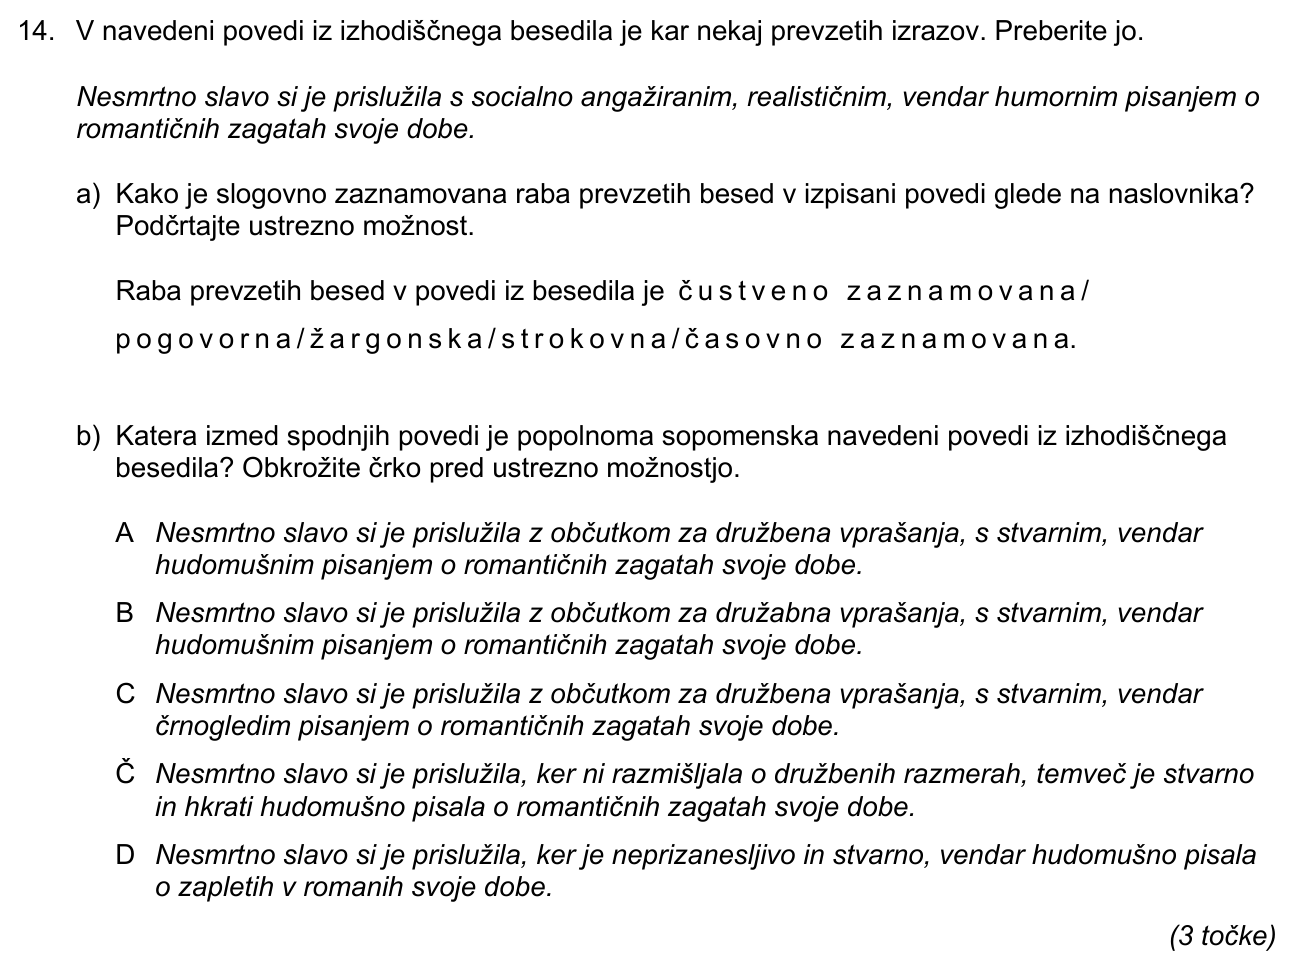 14. V navedeni povedi iz izhodiščnega besedila je kar nekaj prevzetih izrazov. Preberite jo.
Nesmrtno slavo si je prislužila s socialno angažiranim, realističnim, vendar humornim pisanjem o
romantičnih zagatah svoje dobe.
a) Kako je slogovno zaznamovana raba prevzetih besed v izpisani povedi glede na naslovnika?
Podčrtajte ustrezno možnost.
Raba prevzetih besed v povedi iz besedila je čustveno zaznamovana/
pogovorna/žargonska/strokovna/časovno zaznamovana.
b) Katera izmed spodnjih povedi je popolnoma sopomenska navedeni povedi iz izhodiščnega
besedila? Obkrožite črko pred ustrezno možnostjo.
A Nesmrtno slavo si je prislužila z občutkom za družbena vprašanja, s stvarnim, vendar
hudomušnim pisanjem o romantičnih zagatah svoje dobe.
B Nesmrtno slavo si je prislužila z občutkom za družabna vprašanja, s stvarnim, vendar
hudomušnim pisanjem o romantičnih zagatah svoje dobe.
C Nesmrtno slavo si je prislužila z občutkom za družbena vprašanja, s stvarnim, vendar
črnogledim pisanjem o romantičnih zagatah svoje dobe.
Č Nesmrtno slavo si je prislužila, ker ni razmišljala o družbenih razmerah, temveč je stvarno
in hkrati hudomušno pisala o romantičnih zagatah svoje dobe.
D Nesmrtno slavo si je prislužila, ker je neprizanesljivo in stvarno, vendar hudomušno pisala
o zapletih v romanih svoje dobe.
(3 točke)